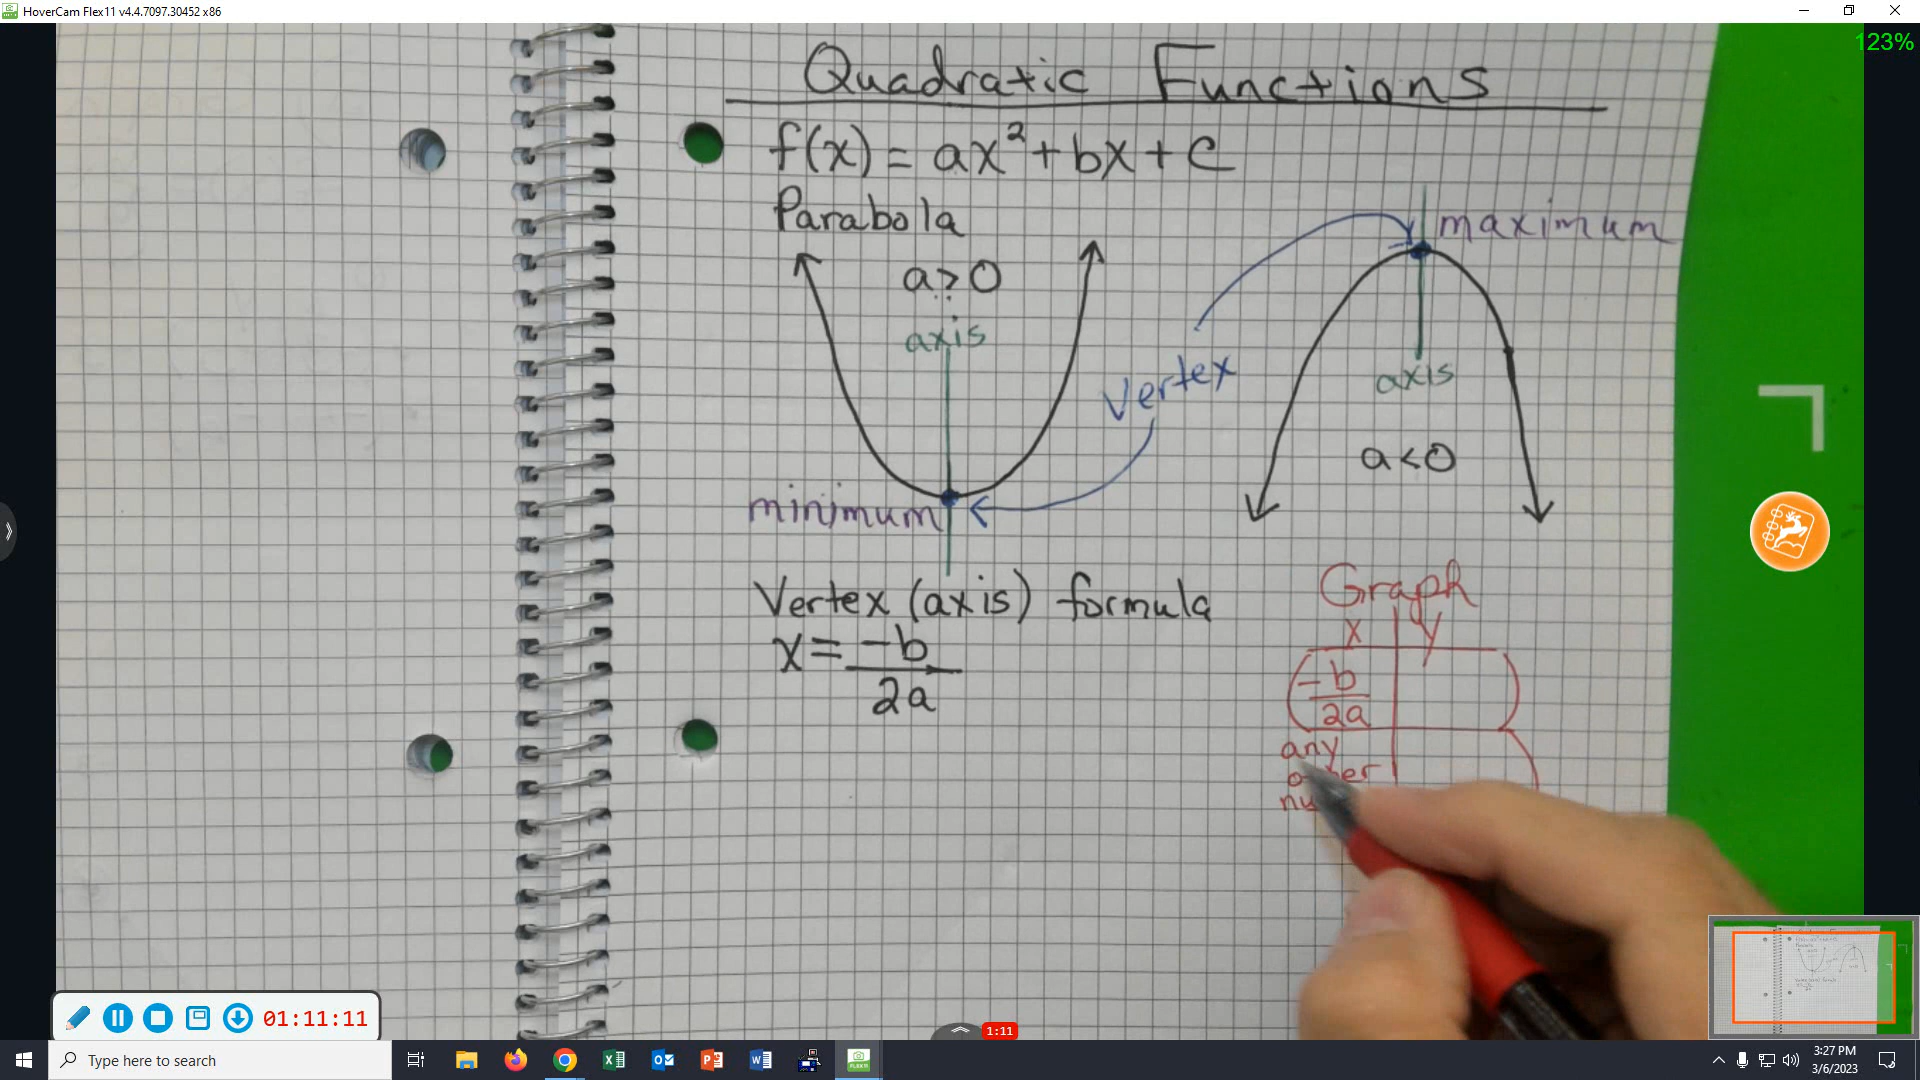 HoverCam Flex11 v4.4.7097.30452 x86
123%
Quadratic Functions
f(x) = ax²+bx+c
Parabola
maximum
a>0
axis
Vertex
axis
a<0
minimum
Vertex (axis) formula
x = -b
2a
Graph
x y
-b
2a
any
01:11:11
1:11
Type here to search
3:27 PM
3/6/2023